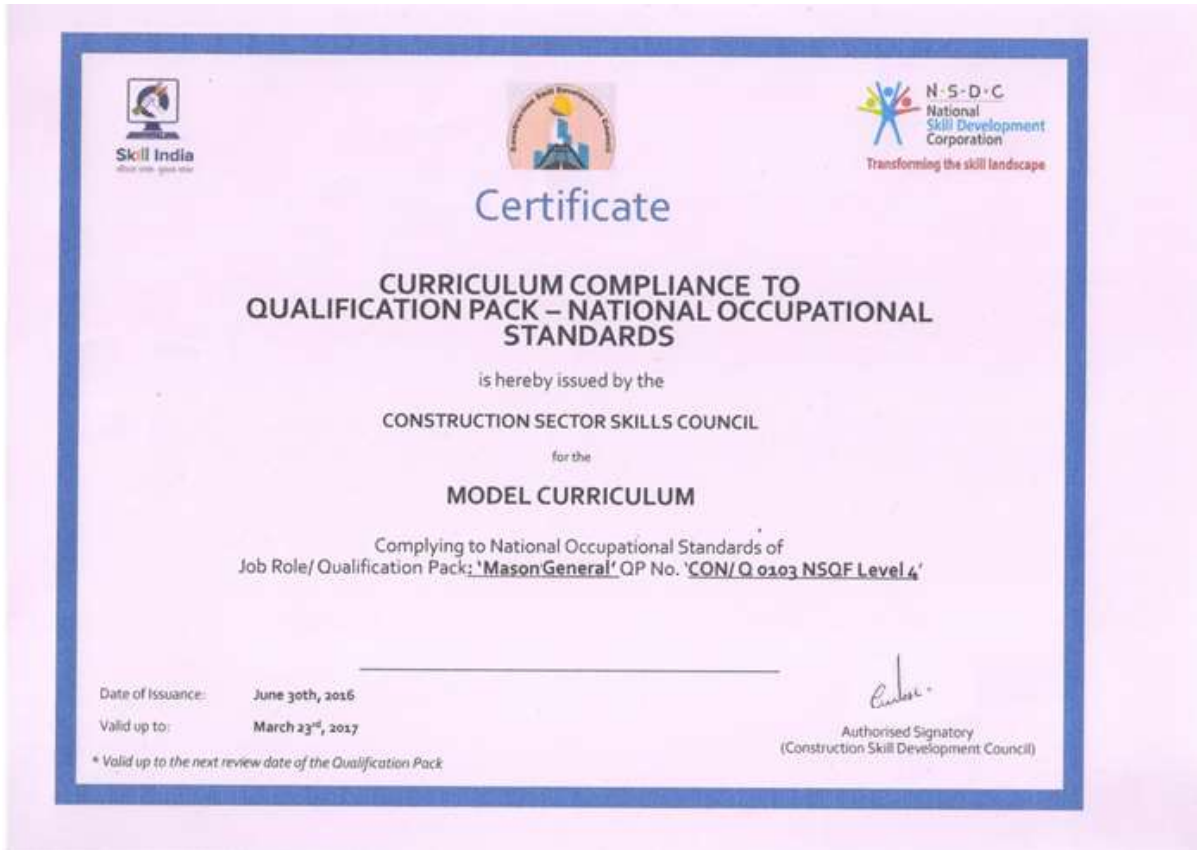 Skill India
Construction Skill Development Council
N·S·D·C
National
Skill Development
Corporation
Transforming the skill landscape
Certificate
CURRICULUM COMPLIANCE TO
QUALIFICATION PACK – NATIONAL OCCUPATIONAL
STANDARDS
is hereby issued by the
CONSTRUCTION SECTOR SKILLS COUNCIL
for the
MODEL CURRICULUM
Complying to National Occupational Standards of
Job Role/ Qualification Pack: 'Mason General' QP No. 'CON/ Q 0103 NSQF Level 4'
Date of Issuance: June 30th, 2016
Valid up to: March 23rd, 2017
* Valid up to the next review date of the Qualification Pack
Authorised Signatory
(Construction Skill Development Council)